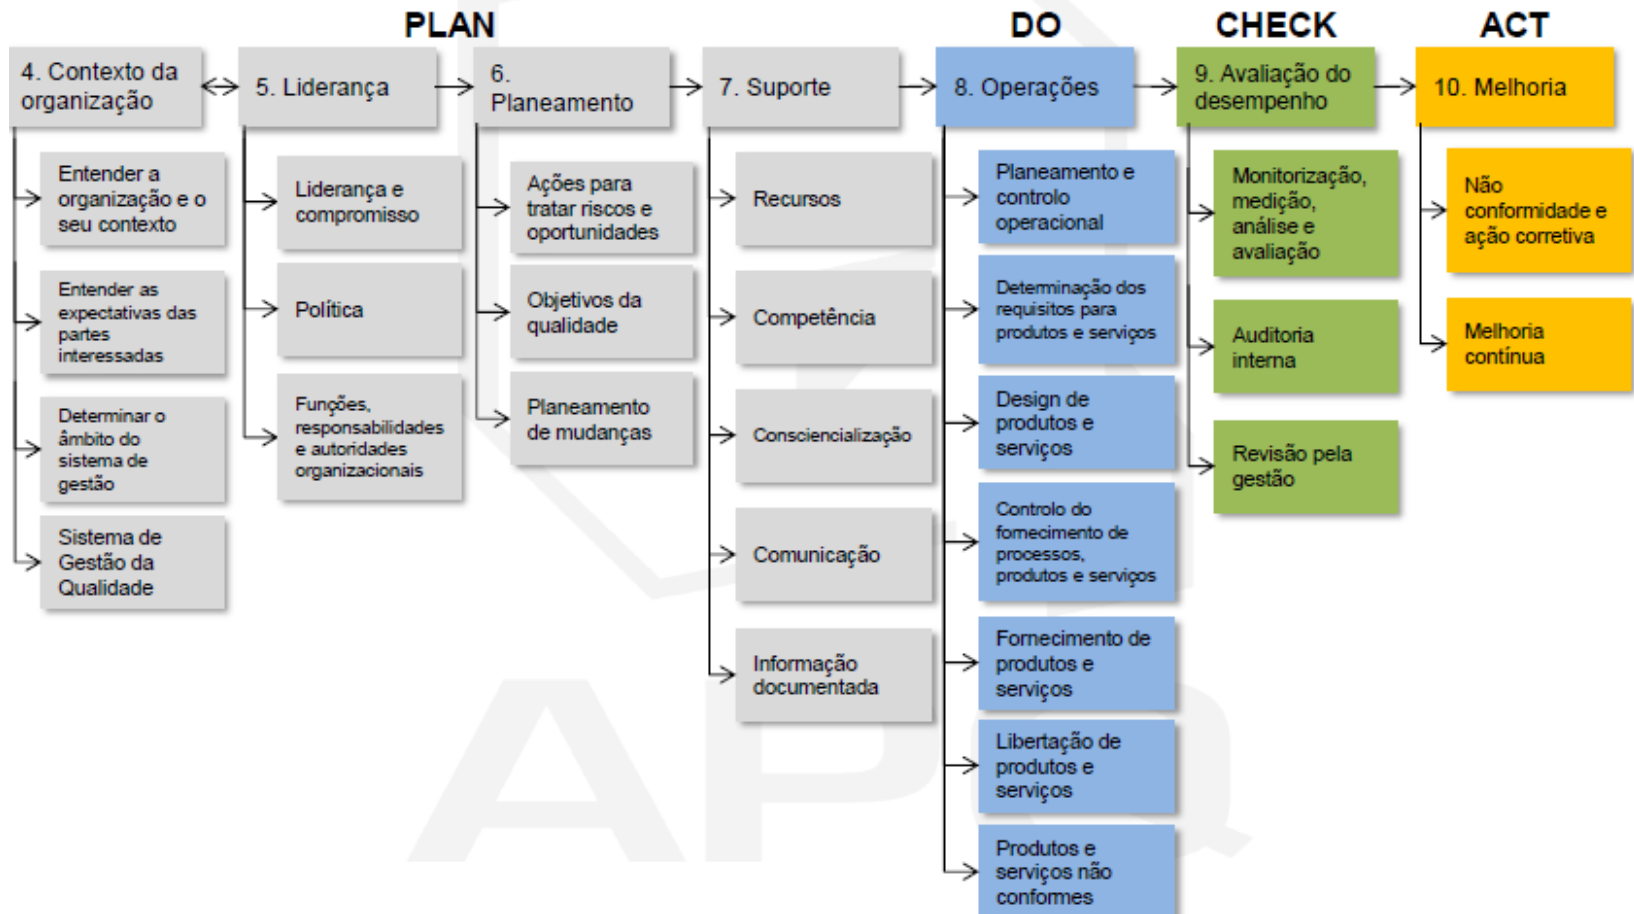 PLAN
DO
CHECK
ACT
4. Contexto da
organização
5. Liderança
6.
Planeamento
7. Suporte
8. Operações
9. Avaliação do
desempenho
10. Melhoria
Entender a
organização e o
seu contexto
Entender as
expectativas das
partes
interessadas
Determinar o
âmbito do
sistema de
gestão
Sistema de
Gestão da
Qualidade
Liderança e
compromisso
Política
Funções,
responsabilidades
e autoridades
organizacionais
Ações para
tratar riscos e
oportunidades
Objetivos da
qualidade
Planeamento
de mudanças
Recursos
Competência
Consciencialização
Comunicação
Informação
documentada
Planeamento e
controlo
operacional
Determinação dos
requisitos para
produtos e serviços
Design de
produtos e
serviços
Controlo do
fornecimento de
processos,
produtos e serviços
Fornecimento de
produtos e
serviços
Libertação de
produtos e
serviços
Produtos e
serviços não
conformes
Monitorização,
medição,
análise e
avaliação
Auditoria
interna
Revisão pela
gestão
Não
conformidade e
ação corretiva
Melhoria
contínua
APQ